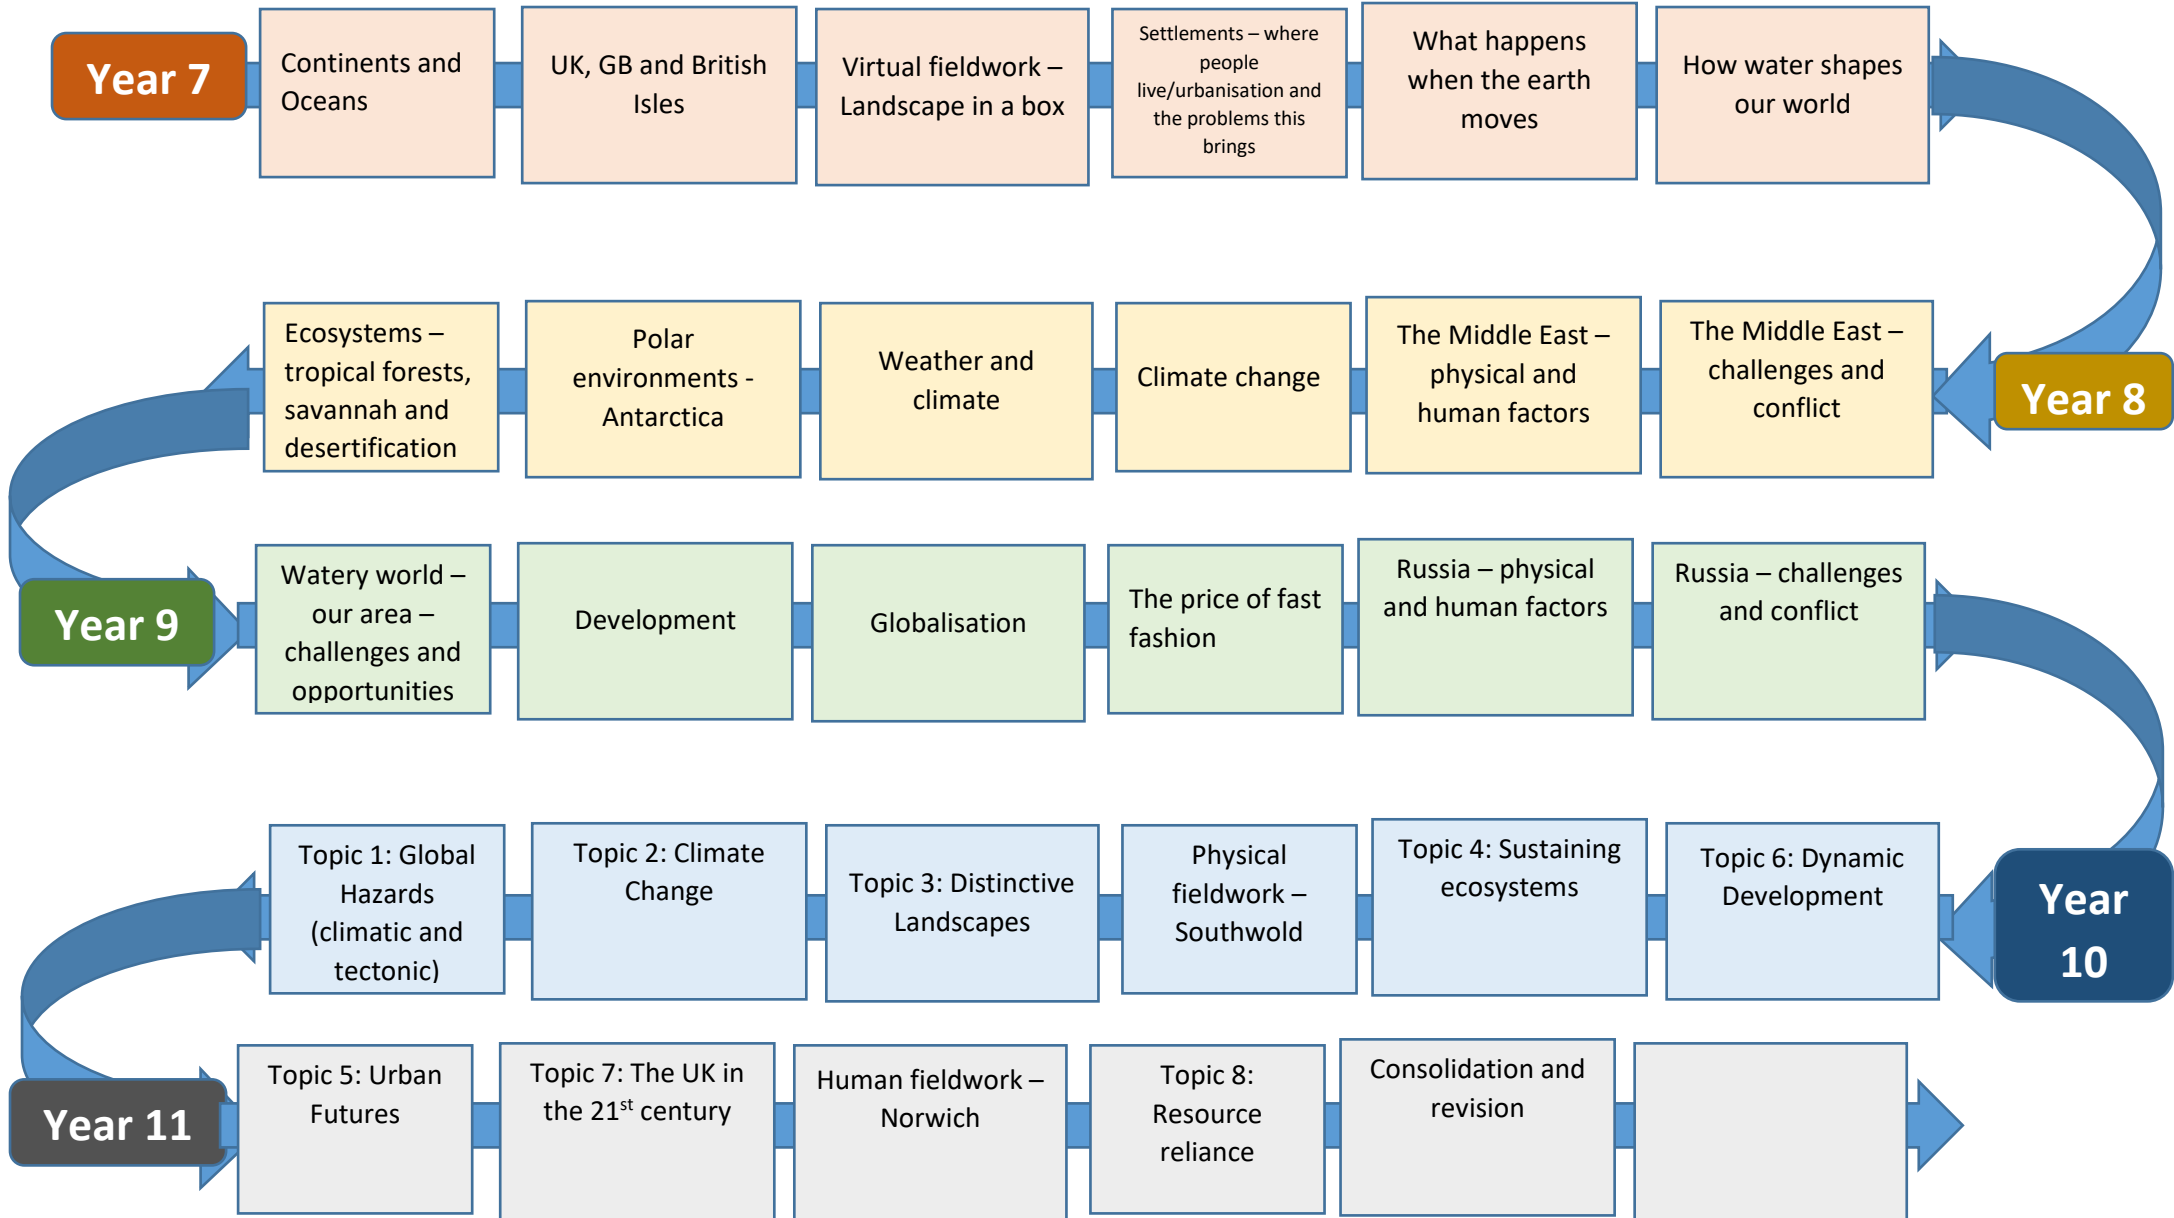 Year 7
Continents and
Oceans
UK, GB and British
Isles
Virtual fieldwork –
Landscape in a box
Settlements – where
people
live/urbanisation and
the problems this
brings
What happens
when the earth
moves
How water shapes
our world
Ecosystems –
tropical forests,
savannah and
desertification
Polar
environments -
Antarctica
Weather and
climate
Climate change
The Middle East –
physical and
human factors
The Middle East –
challenges and
conflict
Year 8
Year 9
Watery world –
our area –
challenges and
opportunities
Development
Globalisation
The price of fast
fashion
Russia – physical
and human factors
Russia – challenges
and conflict
Topic 1: Global
Hazards
(climatic and
tectonic)
Topic 2: Climate
Change
Topic 3: Distinctive
Landscapes
Physical
fieldwork –
Southwold
Topic 4: Sustaining
ecosystems
Topic 6: Dynamic
Development
Year
10
Year 11
Topic 5: Urban
Futures
Topic 7: The UK in
the 21st century
Human fieldwork –
Norwich
Topic 8:
Resource
reliance
Consolidation and
revision